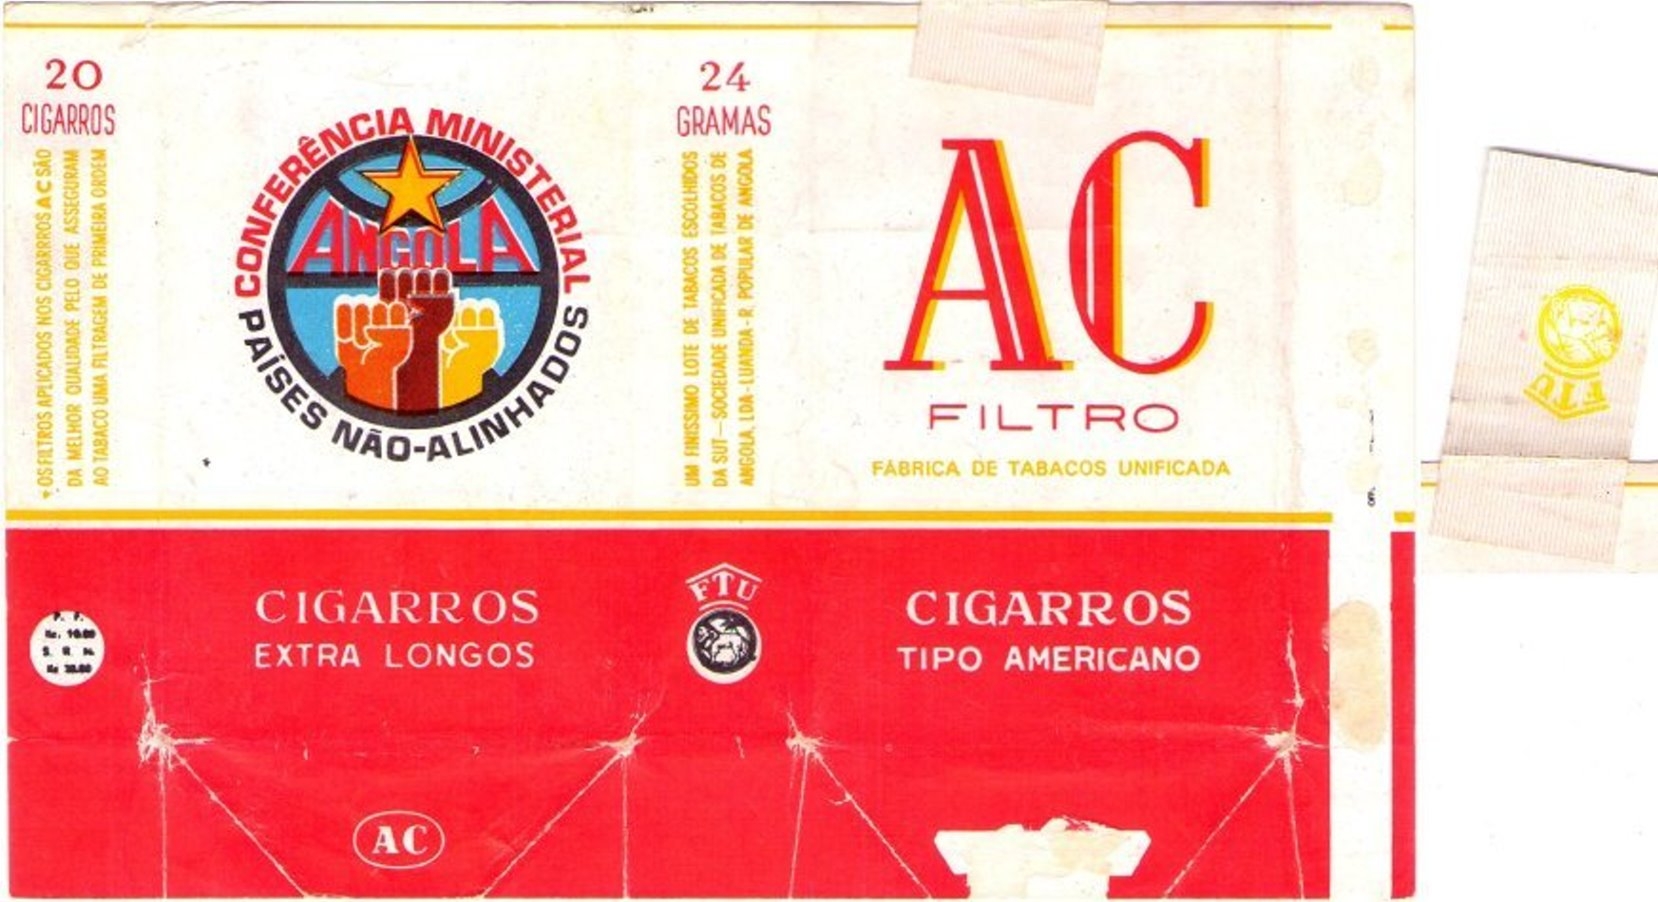 20
CIGARROS
OS FILTROS APLICADOS NOS CIGARRROS AC SÃO
DA MELHOR QUALIDADE PELO QUE ASSEGURAM
AO TABACO UMA FILTRAGEM DE PRIMEIRA ORDEM
CONFERÊNCIA MINISTERIAL
ANGOLA
PAÍSES NÃO-ALINHADOS
24
GRAMAS
UM FINISSIMO LOTE DE TABACOS ESCOLHIDOS
DA SUT-SOCIEDADE UNIFICADA DE TABACOS DE
ANGOLA, LDA-LUANDA-R. POPULAR DE ANGOLA
AC
FILTRO
FÁBRICA DE TABACOS UNIFICADA
FTU
CIGARROS
EXTRA LONGOS
FTU
CIGARROS
TIPO AMERICANO
P. F.
AC